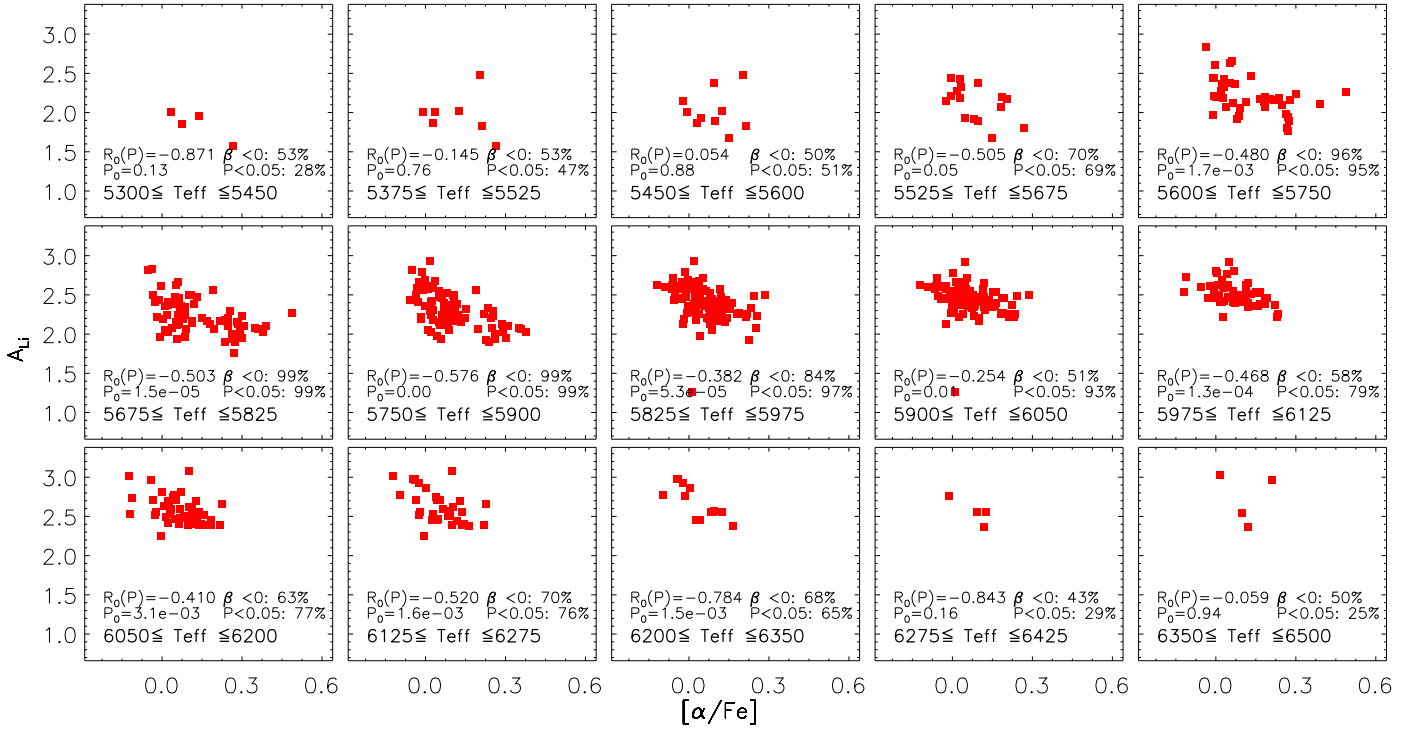 3.0
2.5
2.0
1.5
1.0
R₀(P)=−0.871 β <0: 53%
P₀=0.13 P<0.05: 28%
5300≦ Teff ≦5450
R₀(P)=−0.145 β <0: 53%
P₀=0.76 P<0.05: 47%
5375≦ Teff ≦5525
R₀(P)=0.054 β <0: 50%
P₀=0.88 P<0.05: 51%
5450≦ Teff ≦5600
R₀(P)=−0.505 β <0: 70%
P₀=0.05 P<0.05: 69%
5525≦ Teff ≦5675
R₀(P)=−0.480 β <0: 96%
P₀=1.7e−03 P<0.05: 95%
5600≦ Teff ≦5750
A_Li
3.0
2.5
2.0
1.5
1.0
R₀(P)=−0.503 β <0: 99%
P₀=1.5e−05 P<0.05: 99%
5675≦ Teff ≦5825
R₀(P)=−0.576 β <0: 99%
P₀=0.00 P<0.05: 99%
5750≦ Teff ≦5900
R₀(P)=−0.382 β <0: 84%
P₀=5.3e−05 P<0.05: 97%
5825≦ Teff ≦5975
R₀(P)=−0.254 β <0: 51%
P₀=0.01 P<0.05: 93%
5900≦ Teff ≦6050
R₀(P)=−0.468 β <0: 58%
P₀=1.3e−04 P<0.05: 79%
5975≦ Teff ≦6125
3.0
2.5
2.0
1.5
1.0
R₀(P)=−0.410 β <0: 63%
P₀=3.1e−03 P<0.05: 77%
6050≦ Teff ≦6200
R₀(P)=−0.520 β <0: 70%
P₀=1.6e−03 P<0.05: 76%
6125≦ Teff ≦6275
R₀(P)=−0.784 β <0: 68%
P₀=1.5e−03 P<0.05: 65%
6200≦ Teff ≦6350
R₀(P)=−0.843 β <0: 43%
P₀=0.16 P<0.05: 29%
6275≦ Teff ≦6425
R₀(P)=−0.059 β <0: 50%
P₀=0.94 P<0.05: 25%
6350≦ Teff ≦6500
0.0 0.3 0.6 0.0 0.3 0.6 0.0 0.3 0.6 0.0 0.3 0.6 0.0 0.3 0.6
[α/Fe]